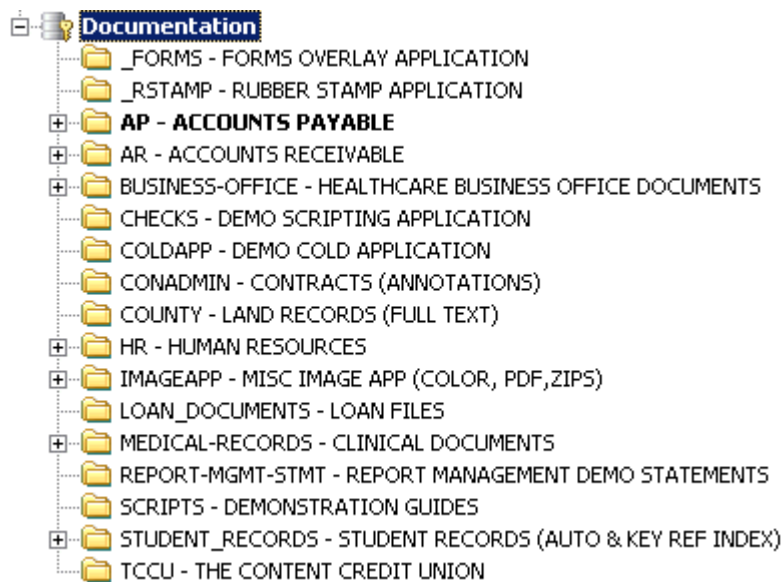 Documentation
_FORMS - FORMS OVERLAY APPLICATION
_RSTAMP - RUBBER STAMP APPLICATION
AP - ACCOUNTS PAYABLE
AR - ACCOUNTS RECEIVABLE
BUSINESS-OFFICE - HEALTHCARE BUSINESS OFFICE DOCUMENTS
CHECKS - DEMO SCRIPTING APPLICATION
COLDAPP - DEMO COLD APPLICATION
CONADMIN - CONTRACTS (ANNOTATIONS)
COUNTY - LAND RECORDS (FULL TEXT)
HR - HUMAN RESOURCES
IMAGEAPP - MISC IMAGE APP (COLOR, PDF,ZIPS)
LOAN_DOCUMENTS - LOAN FILES
MEDICAL-RECORDS - CLINICAL DOCUMENTS
REPORT-MGMT-STMT - REPORT MANAGEMENT DEMO STATEMENTS
SCRIPTS - DEMONSTRATION GUIDES
STUDENT_RECORDS - STUDENT RECORDS (AUTO & KEY REF INDEX)
TCCU - THE CONTENT CREDIT UNION